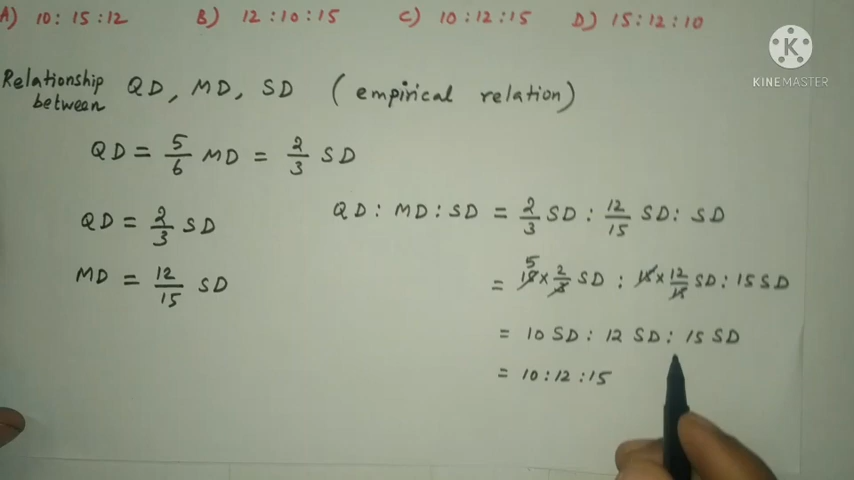 A) 10 : 15 : 12 B) 12 : 10 : 15 C) 10 : 12 : 15 D) 15 : 12 : 10
K
KINEMASTER
Relationship between QD, MD, SD (empirical relation)
QD = 5/6 MD = 2/3 SD
QD = 2/3 SD
MD = 12/15 SD
QD : MD : SD = 2/3 SD : 12/15 SD : SD
= 5 15 × 2/3 SD : 15 × 12/15 SD : 15 SD
= 10 SD : 12 SD : 15 SD
= 10 : 12 : 15